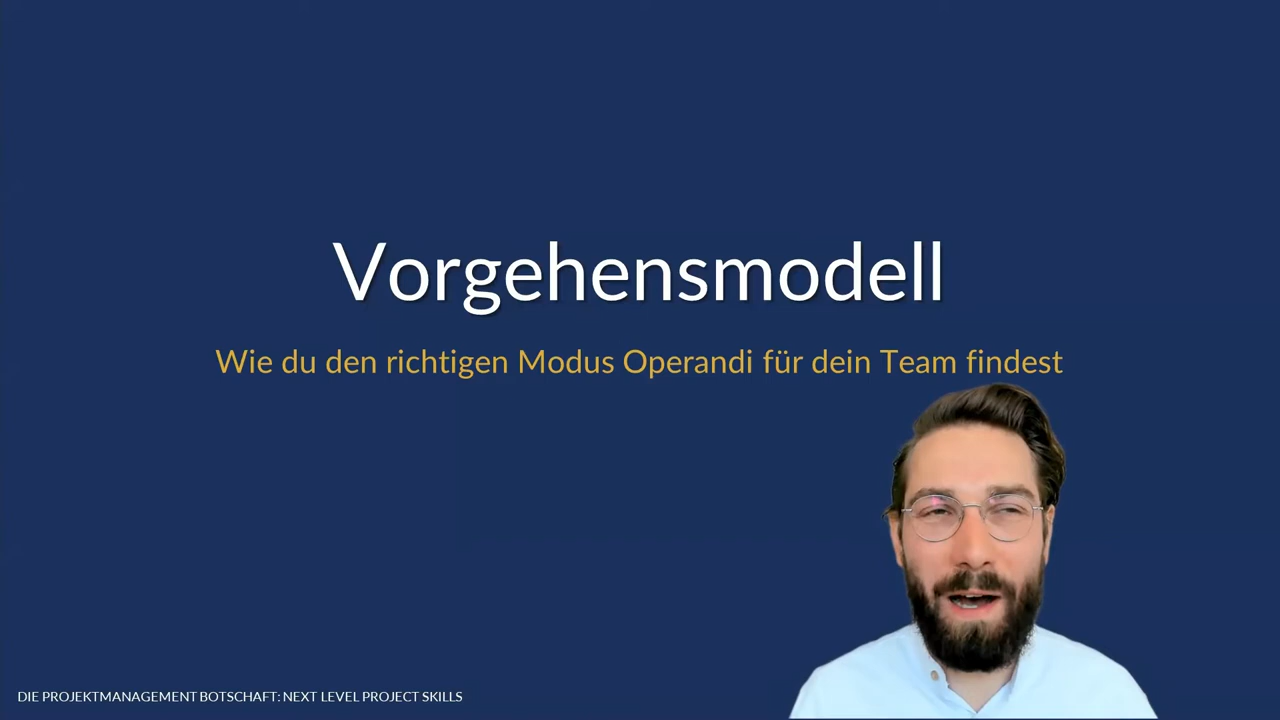 Vorgehensmodell
Wie du den richtigen Modus Operandi für dein Team findest
DIE PROJEKTMANAGEMENT BOTSCHAFT: NEXT LEVEL PROJECT SKILLS